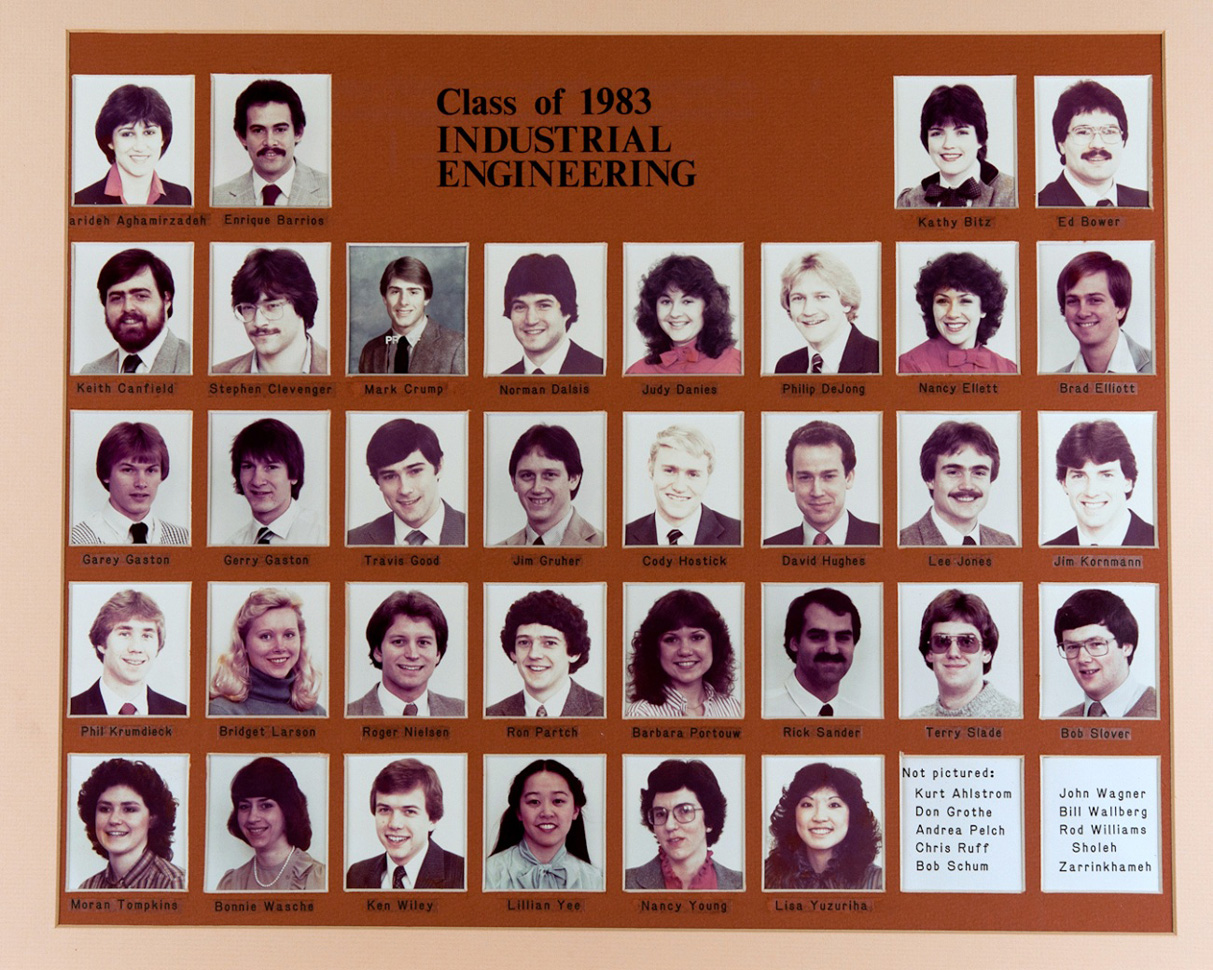 Class of 1983
INDUSTRIAL
ENGINEERING
arideh Aghamirzadeh
Enrique Barrios
Kathy Bitz
Ed Bower
Keith Canfield
Stephen Clevenger
Mark Crump
Norman Dalsis
Judy Danies
Philip DeJong
Nancy Ellett
Brad Elliott
Garey Gaston
Gerry Gaston
Travis Good
Jim Gruher
Cody Hostick
David Hughes
Lee Jones
Jim Kornmann
Phil Krumdieck
Bridget Larson
Roger Nielsen
Ron Partch
Barbara Portouw
Rick Sander
Terry Slade
Bob Slover
Moran Tompkins
Bonnie Wasche
Ken Wiley
Lillian Yee
Nancy Young
Lisa Yuzuriha
Not pictured:
Kurt Ahlstrom
Don Grothe
Andrea Pelch
Chris Ruff
Bob Schum
John Wagner
Bill Wallberg
Rod Williams
Sholeh
Zarrinkhameh